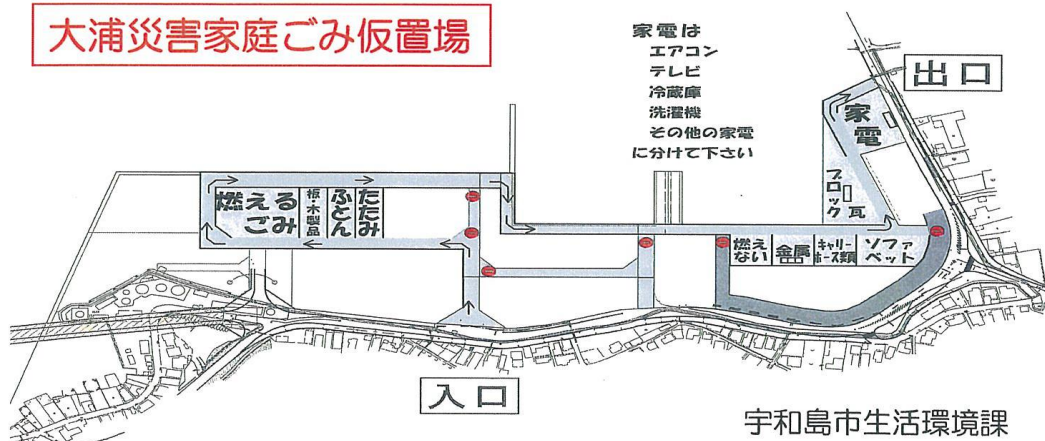 大浦災害家庭ごみ仮置場
家電は
エアコン
テレビ
冷蔵庫
洗濯機
その他の家電
に分けて下さい
出口
家電
ブロック
瓦
燃える
ごみ
板・木製品
ふとん
たたみ
燃え
ない
金属
キャリー
ホース類
ソファ
ベット
入口
宇和島市生活環境課